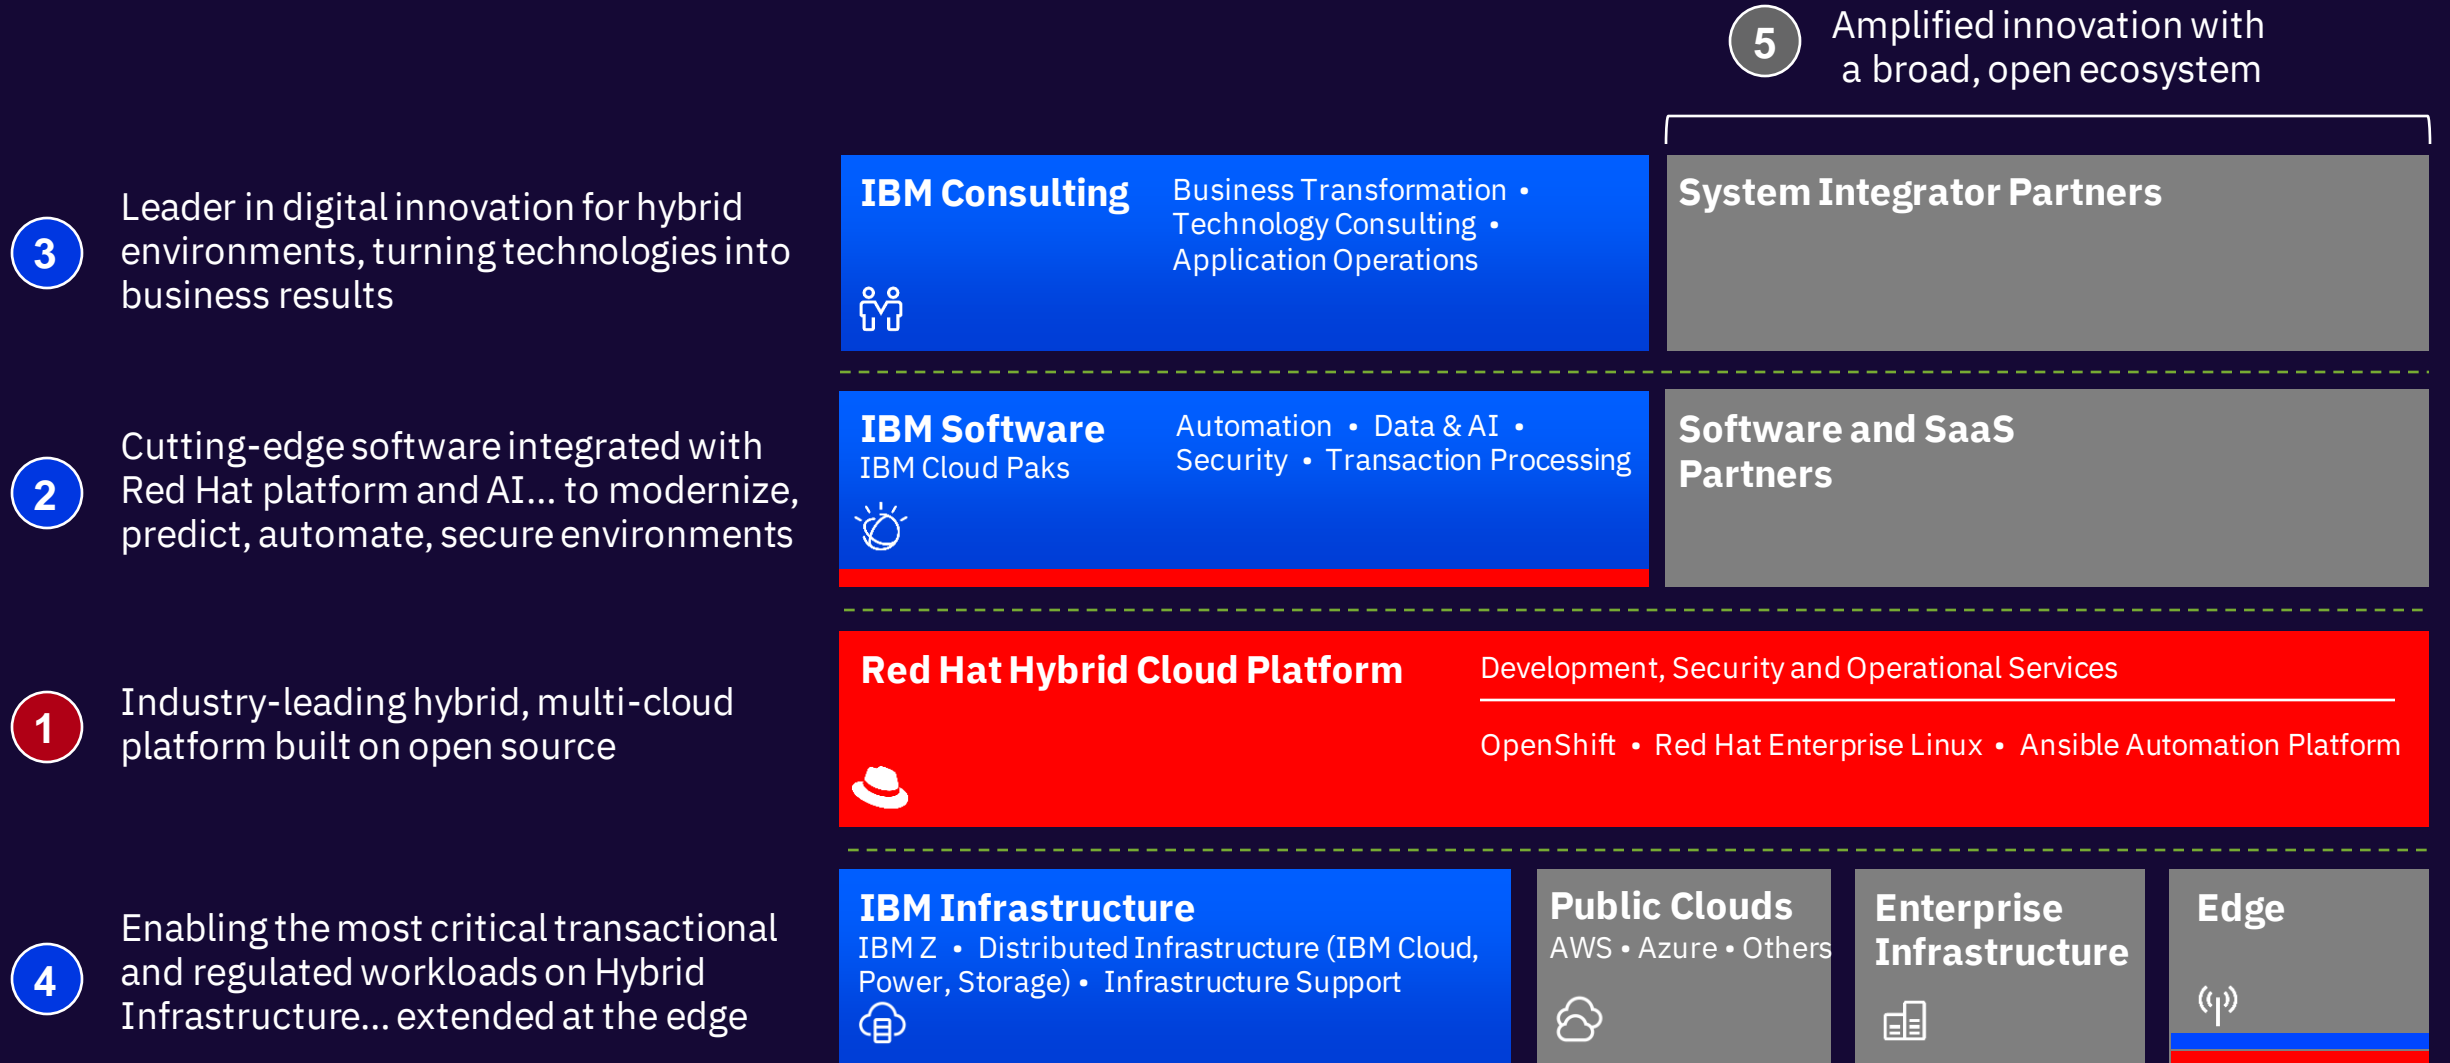 5
Amplified innovation with
a broad, open ecosystem
3
Leader in digital innovation for hybrid
environments, turning technologies into
business results
IBM Consulting
Business Transformation •
Technology Consulting •
Application Operations
System Integrator Partners
2
Cutting-edge software integrated with
Red Hat platform and AI... to modernize,
predict, automate, secure environments
IBM Software
IBM Cloud Paks
Automation • Data & AI •
Security • Transaction Processing
Software and SaaS
Partners
1
Industry-leading hybrid, multi-cloud
platform built on open source
Red Hat Hybrid Cloud Platform
Development, Security and Operational Services
OpenShift • Red Hat Enterprise Linux • Ansible Automation Platform
4
Enabling the most critical transactional
and regulated workloads on Hybrid
Infrastructure... extended at the edge
IBM Infrastructure
IBM Z • Distributed Infrastructure (IBM Cloud,
Power, Storage) • Infrastructure Support
Public Clouds
AWS • Azure • Others
Enterprise
Infrastructure
Edge